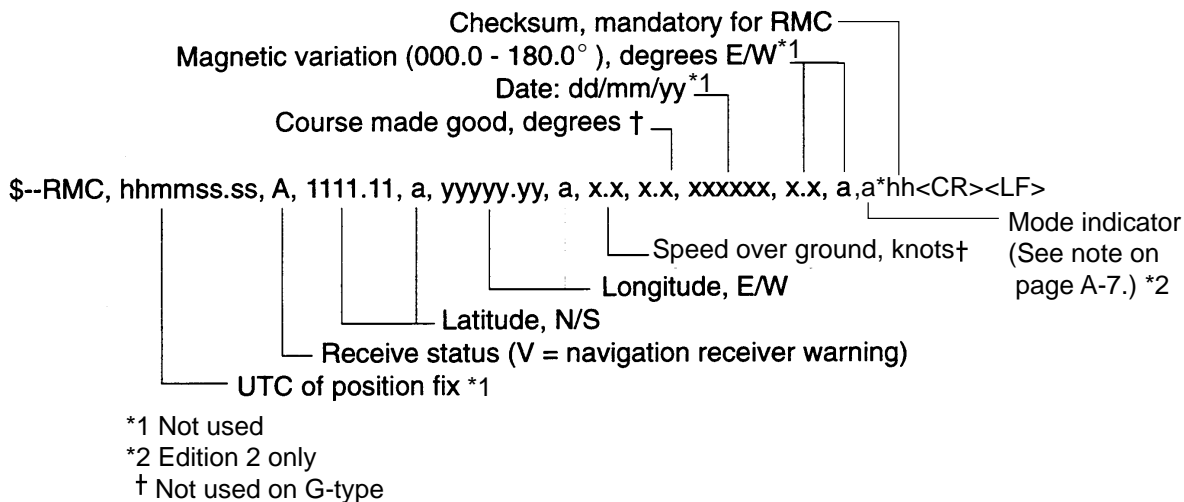 Checksum, mandatory for RMC
Magnetic variation (000.0 - 180.0° ), degrees E/W*1
Date: dd/mm/yy*1
Course made good, degrees †
$--RMC, hhmmss.ss, A, 1111.11, a, yyyyy.yy, a, x.x, x.x, xxxxxx, x.x, a,a*hh<CR><LF>
Mode indicator
(See note on
page A-7.) *2
Speed over ground, knots†
Longitude, E/W
Latitude, N/S
Receive status (V = navigation receiver warning)
UTC of position fix *1
*1 Not used
*2 Edition 2 only
† Not used on G-type